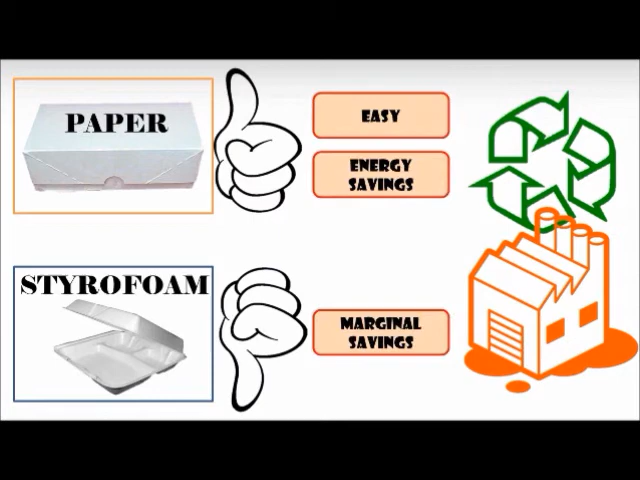 PAPER
EASY
ENERGY
SAVINGS
STYROFOAM
MARGINAL
SAVINGS